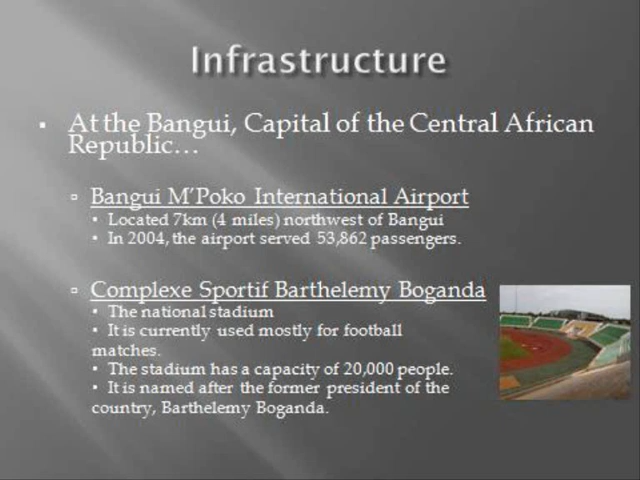 Infrastructure
▪ At the Bangui, Capital of the Central African
Republic…
▫ Bangui M'Poko International Airport
• Located 7km (4 miles) northwest of Bangui
• In 2004, the airport served 53,862 passengers.
▫ Complexe Sportif Barthelemy Boganda
• The national stadium
• It is currently used mostly for football
matches.
• The stadium has a capacity of 20,000 people.
• It is named after the former president of the
country, Barthelemy Boganda.